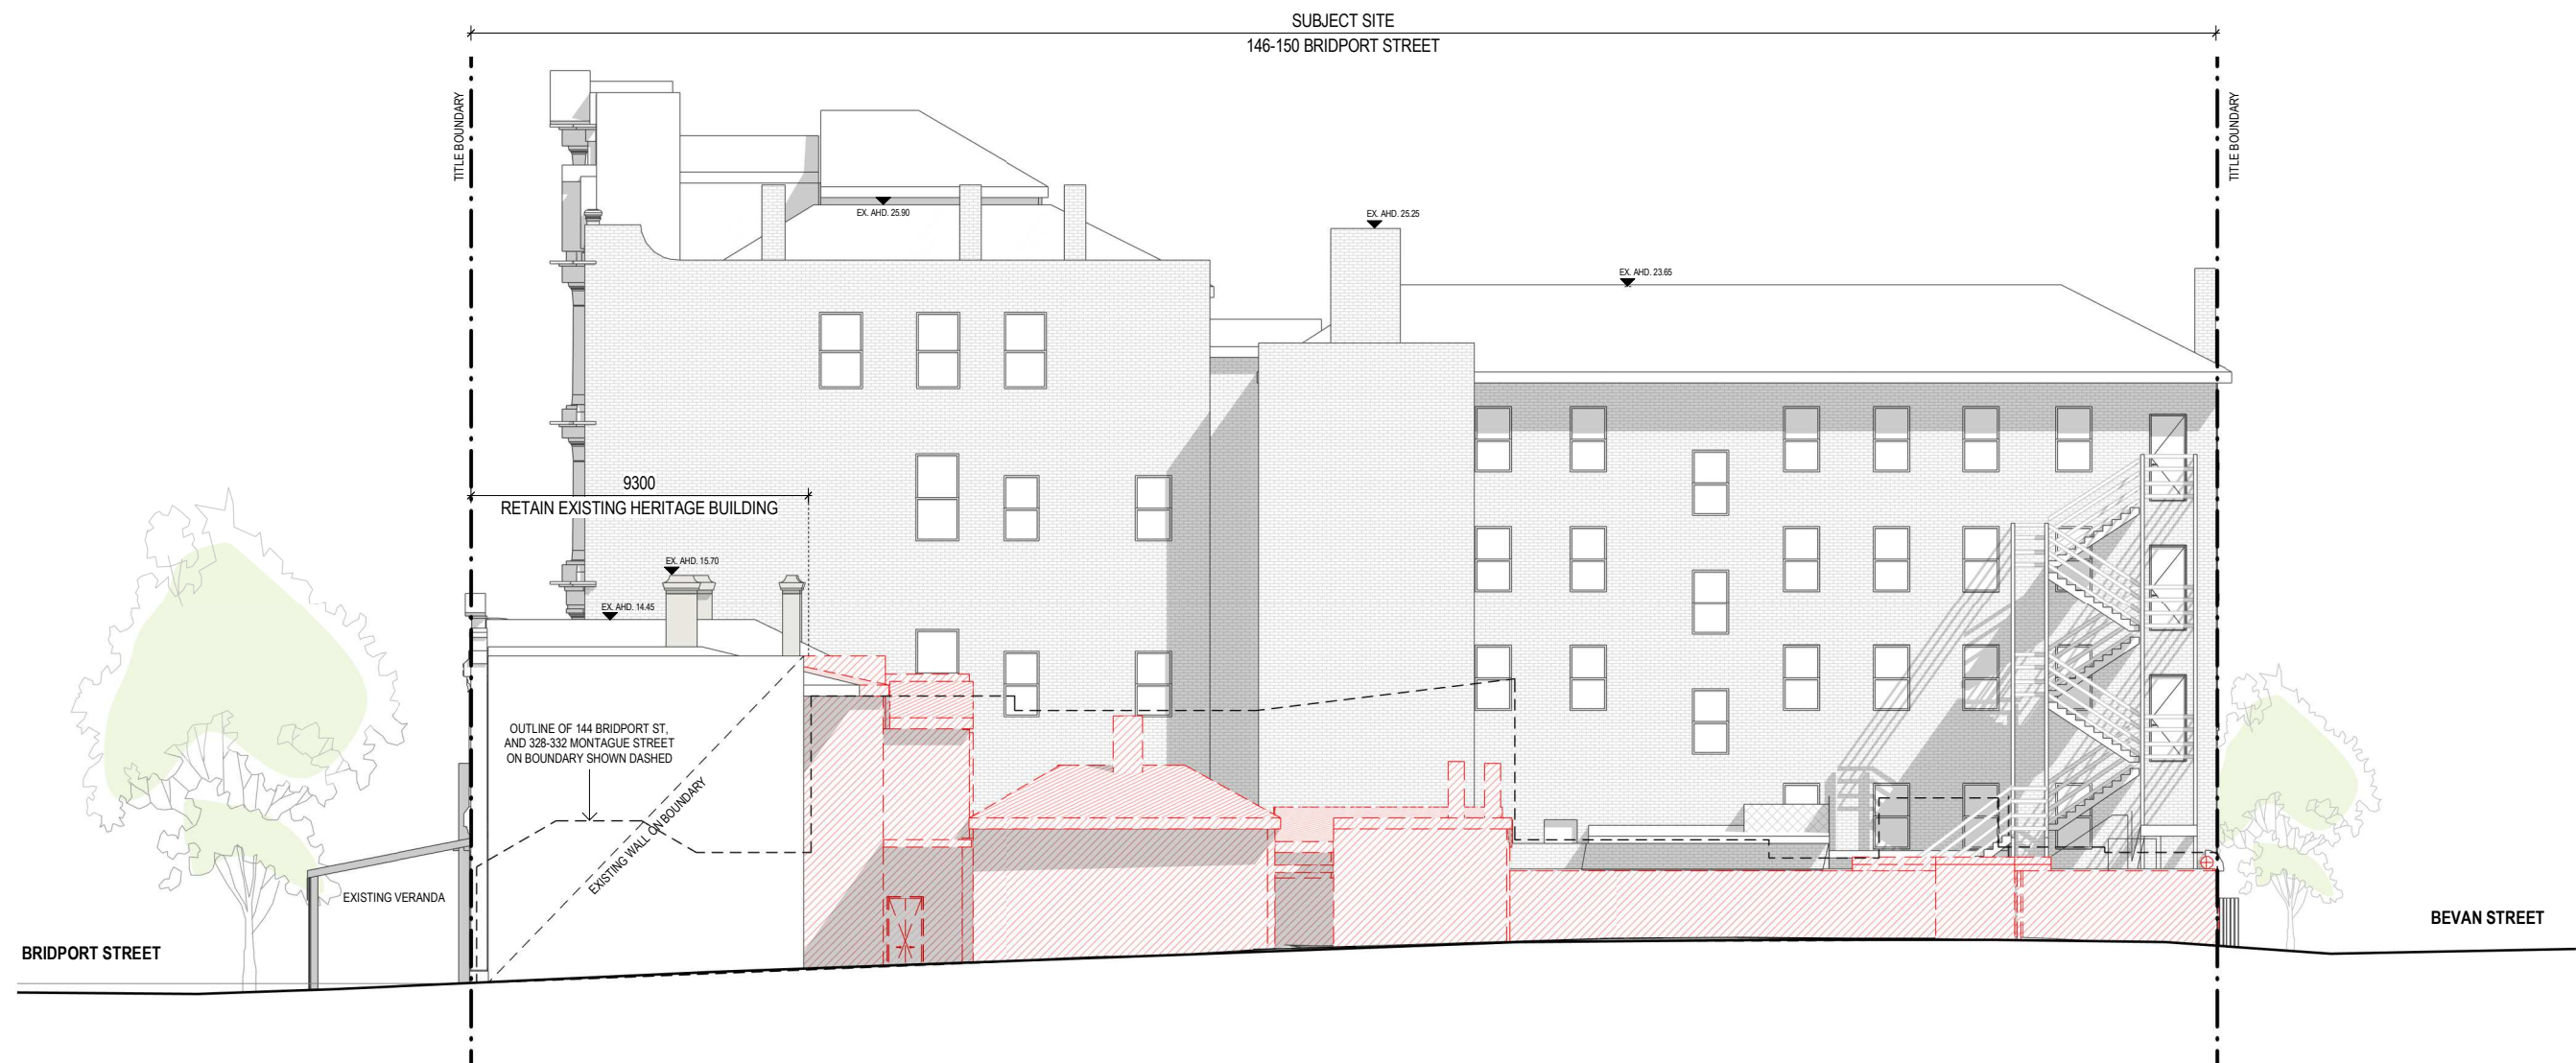 SUBJECT SITE
146-150 BRIDPORT STREET
TITLE BOUNDARY
TITLE BOUNDARY
EX. AHD. 25.90
EX. AHD. 25.25
EX. AHD. 23.65
9300
RETAIN EXISTING HERITAGE BUILDING
EX. AHD. 15.70
EX. AHD. 14.45
OUTLINE OF 144 BRIDPORT ST,
AND 328-332 MONTAGUE STREET
ON BOUNDARY SHOWN DASHED
EXISTING WALL ON BOUNDARY
EXISTING VERANDA
BRIDPORT STREET
BEVAN STREET